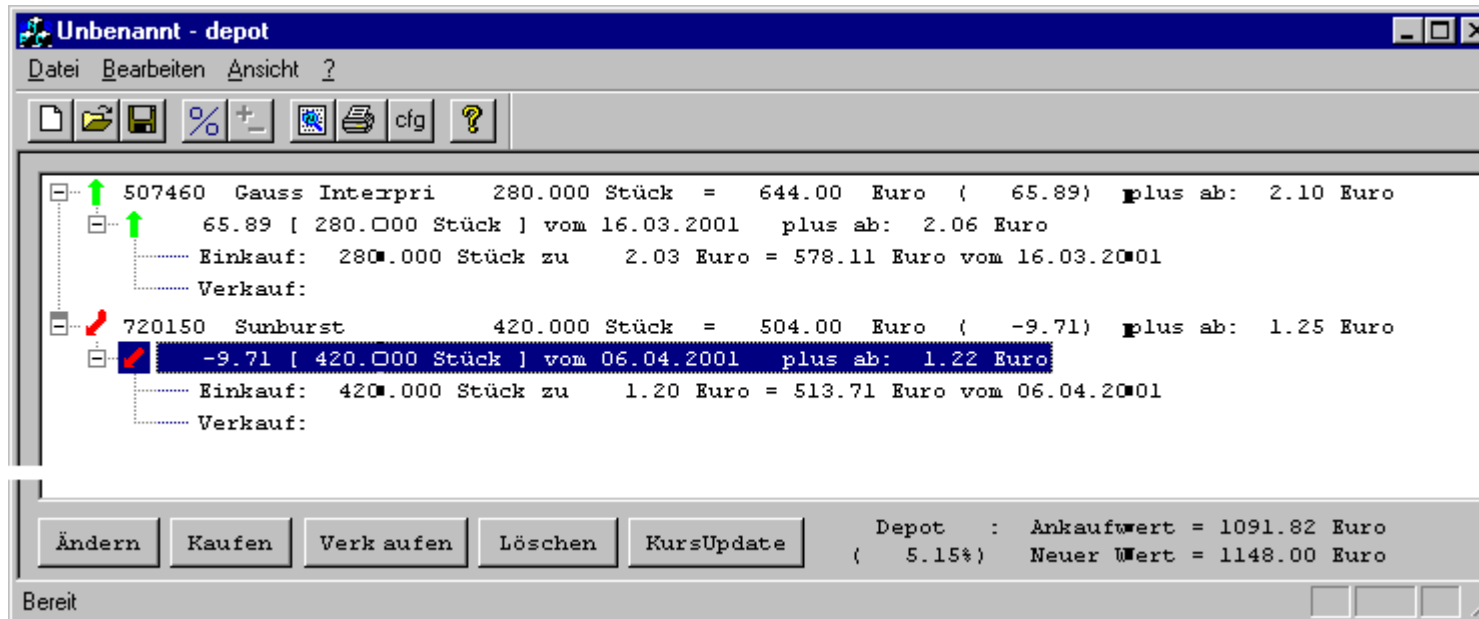 Unbenannt - depot
Datei Bearbeiten Ansicht ?
% +- cfg ?
507460 Gauss Interpri 280.000 Stück = 644.00 Euro ( 65.89) plus ab: 2.10 Euro
65.89 [ 280.000 Stück ] vom 16.03.2001 plus ab: 2.06 Euro
Einkauf: 280.000 Stück zu 2.03 Euro = 578.11 Euro vom 16.03.2001
Verkauf:
720150 Sunburst 420.000 Stück = 504.00 Euro ( -9.71) plus ab: 1.25 Euro
-9.71 [ 420.000 Stück ] vom 06.04.2001 plus ab: 1.22 Euro
Einkauf: 420.000 Stück zu 1.20 Euro = 513.71 Euro vom 06.04.2001
Verkauf:
Ändern Kaufen Verk aufen Löschen KursUpdate
Depot : Ankaufwert = 1091.82 Euro
( 5.15%) Neuer Wert = 1148.00 Euro
Bereit